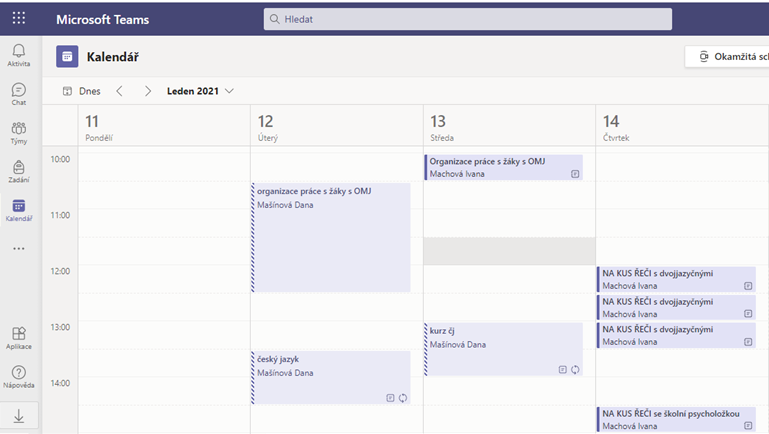 Microsoft Teams
Hledat
Aktivita
Chat
Týmy
Zadání
Kalendář
Aplikace
Nápověda
Kalendář
Okamžitá sc
Dnes
Leden 2021
11
Pondělí
12
Úterý
13
Středa
14
Čtvrtek
10:00
11:00
12:00
13:00
14:00
organizace práce s žáky s OMJ
Mašínová Dana
český jazyk
Mašínová Dana
Organizace práce s žáky s OMJ
Machová Ivana
kurz čj
Mašínová Dana
NA KUS ŘEČI s dvojjazyčnými
Machová Ivana
NA KUS ŘEČI s dvojjazyčnými
Machová Ivana
NA KUS ŘEČI s dvojjazyčnými
Machová Ivana
NA KUS ŘEČI se školní psycholožkou
Machová Ivana